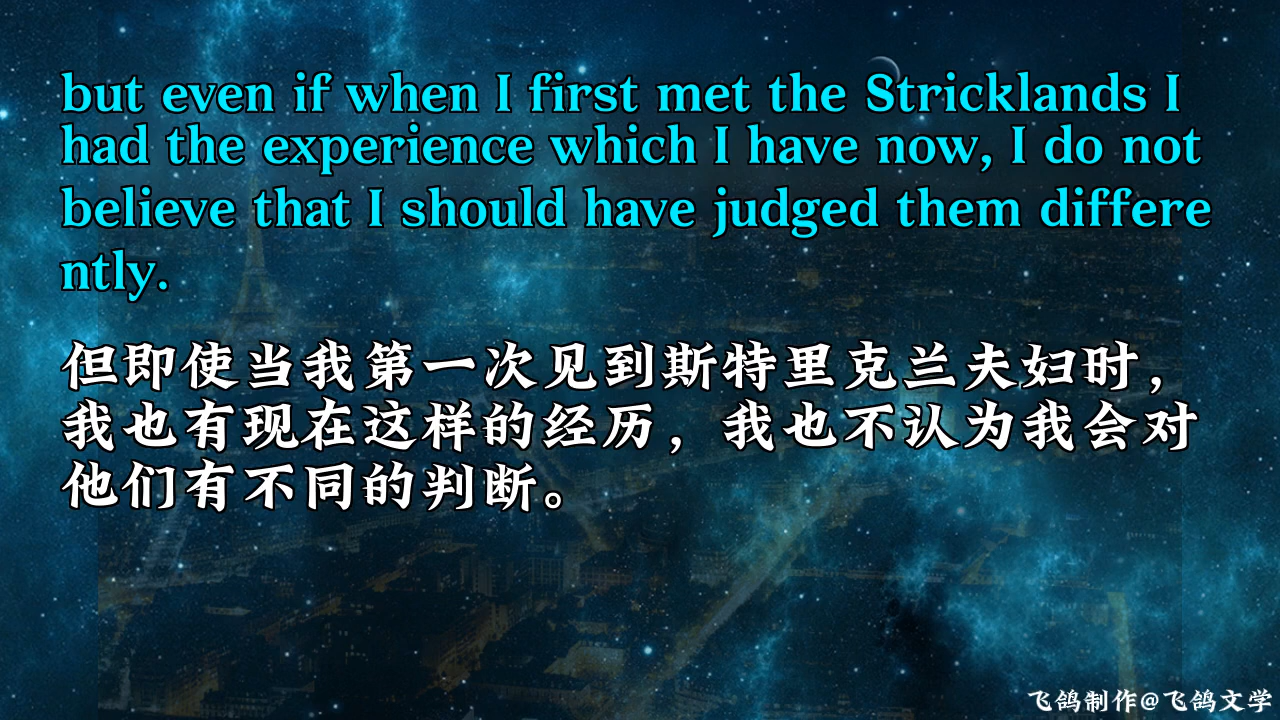 but even if when I first met the Stricklands I
had the experience which I have now, I do not
believe that I should have judged them differe
ntly.
但即使当我第一次见到斯特里克兰夫妇时，
我也有现在这样的经历，我也不认为我会对
他们有不同的判断。
飞鸽制作@飞鸽文学